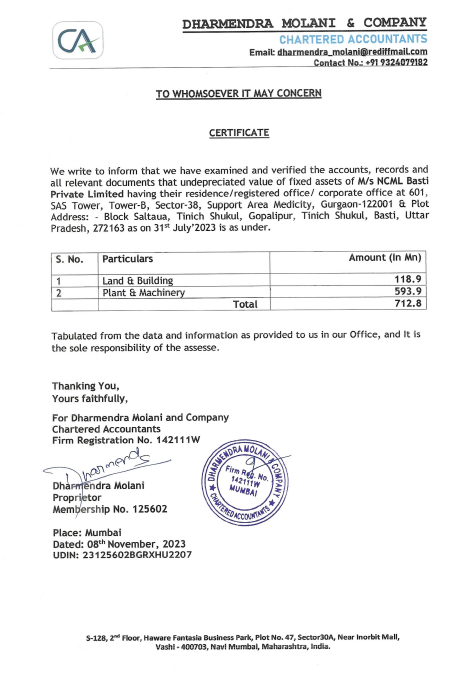 CA
DHARMENDRA MOLANI & COMPANY
CHARTERED ACCOUNTANTS
Email: dharmendra_molani@rediffmail.com
Contact No.: +91 9324079182
TO WHOMSOEVER IT MAY CONCERN
CERTIFICATE
We write to inform that we have examined and verified the accounts, records and
all relevant documents that undepreciated value of fixed assets of M/s NCML Basti
Private Limited having their residence/registered office/ corporate office at 601,
SAS Tower, Tower-B, Sector-38, Support Area Medicity, Gurgaon-122001 & Plot
Address: - Block Saltaua, Tinich Shukul, Gopalipur, Tinich Shukul, Basti, Uttar
Pradesh, 272163 as on 31st July'2023 is as under.
S. No. Particulars Amount (In Mn)
1 Land & Building 118.9
2 Plant & Machinery 593.9
Total 712.8
Tabulated from the data and information as provided to us in our Office, and it is
the sole responsibility of the assesse.
Thanking You,
Yours faithfully,
For Dharmendra Molani and Company
Chartered Accountants
Firm Registration No. 142111W
Dharmendra Molani
Proprietor
Membership No. 125602
DHARMENDRA MOLANI & COMPANY
Firm Reg. No.
142111W
MUMBAI
CHARTERED ACCOUNTANTS
Place: Mumbai
Dated: 08th November, 2023
UDIN: 23125602BGRXHU2207
S-128, 2nd Floor, Haware Fantasia Business Park, Plot No. 47, Sector30A, Near Inorbit Mall,
Vashi - 400703, Navi Mumbai, Maharashtra, India.